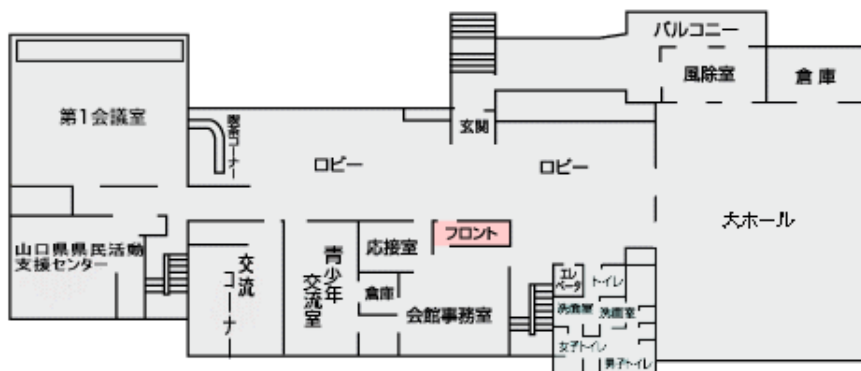 バルコニー
風除室
倉庫
第1会議室
喫茶コーナー
玄関
ロビー
ロビー
大ホール
フロント
応接室
山口県県民活動
支援センター
交流
コーナー
青少年
交流室
倉庫
会館事務室
エレ
ベータ
トイレ
洗面室
洗面室
女子トイレ
男子トイレ